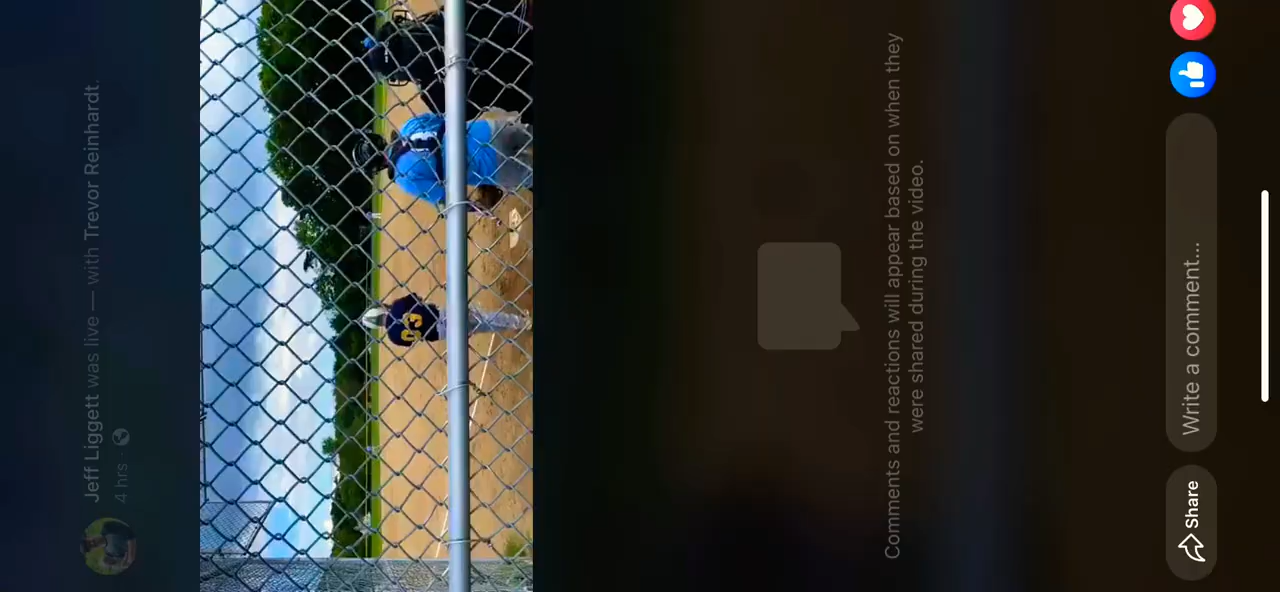 Jeff Liggett was live — with Trevor Reinhardt.
4 hrs ·
Comments and reactions will appear based on when they
were shared during the video.
Write a comment...
Share